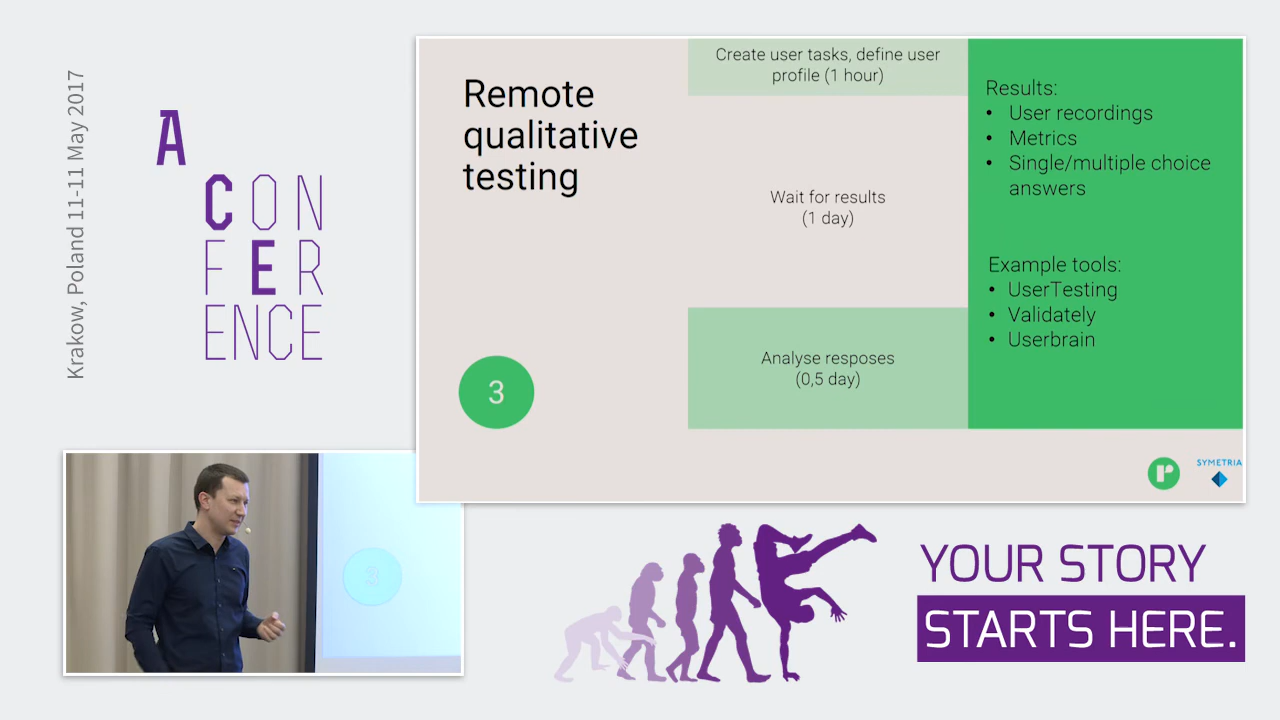 Krakow, Poland 11-11 May 2017
A
CON
FER
ENCE
Remote
qualitative
testing
3
Create user tasks, define user
profile (1 hour)
Wait for results
(1 day)
Analyse resposes
(0,5 day)
Results:
• User recordings
• Metrics
• Single/multiple choice
answers
Example tools:
• UserTesting
• Validately
• Userbrain
r
SYMETRIA
3
YOUR STORY
STARTS HERE.